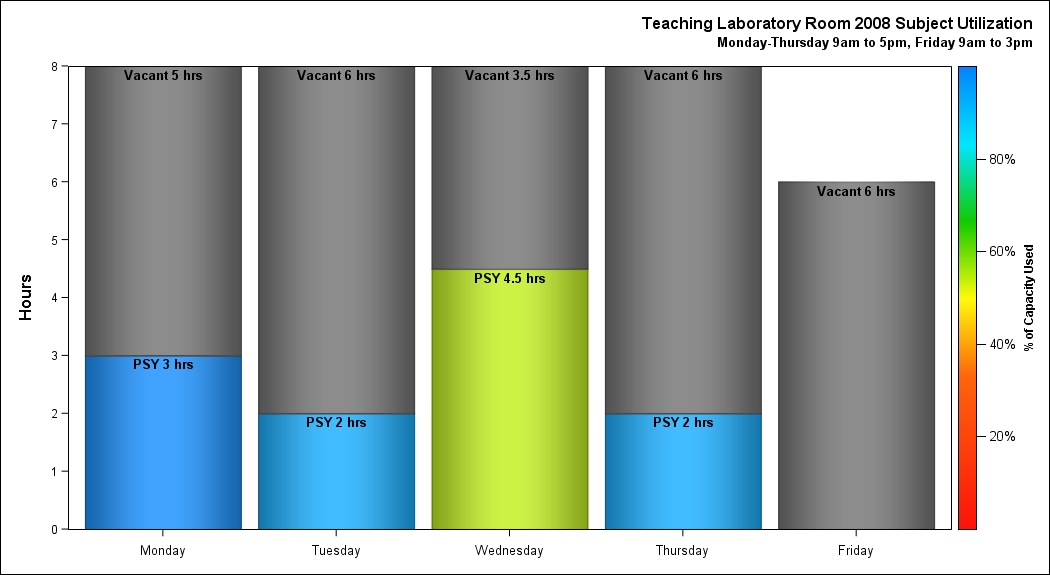 Teaching Laboratory Room 2008 Subject Utilization
Monday-Thursday 9am to 5pm, Friday 9am to 3pm
Hours
8
7
6
5
4
3
2
1
0
Vacant 5 hrs
Vacant 6 hrs
Vacant 3.5 hrs
Vacant 6 hrs
Vacant 6 hrs
PSY 3 hrs
PSY 2 hrs
PSY 4.5 hrs
PSY 2 hrs
Monday
Tuesday
Wednesday
Thursday
Friday
80%
60%
40%
20%
% of Capacity Used